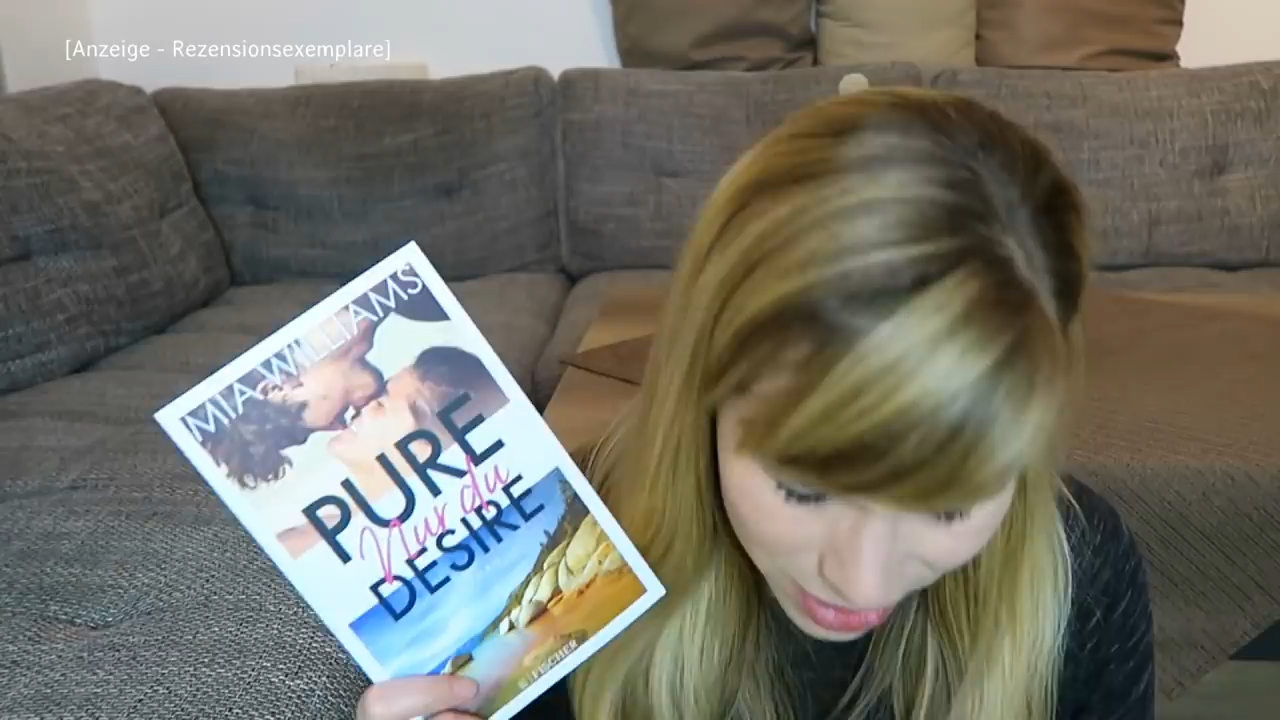 [Anzeige - Rezensionsexemplare]
MIA WILLIAMS
PURE
Nur du
DESIRE
FISCHER